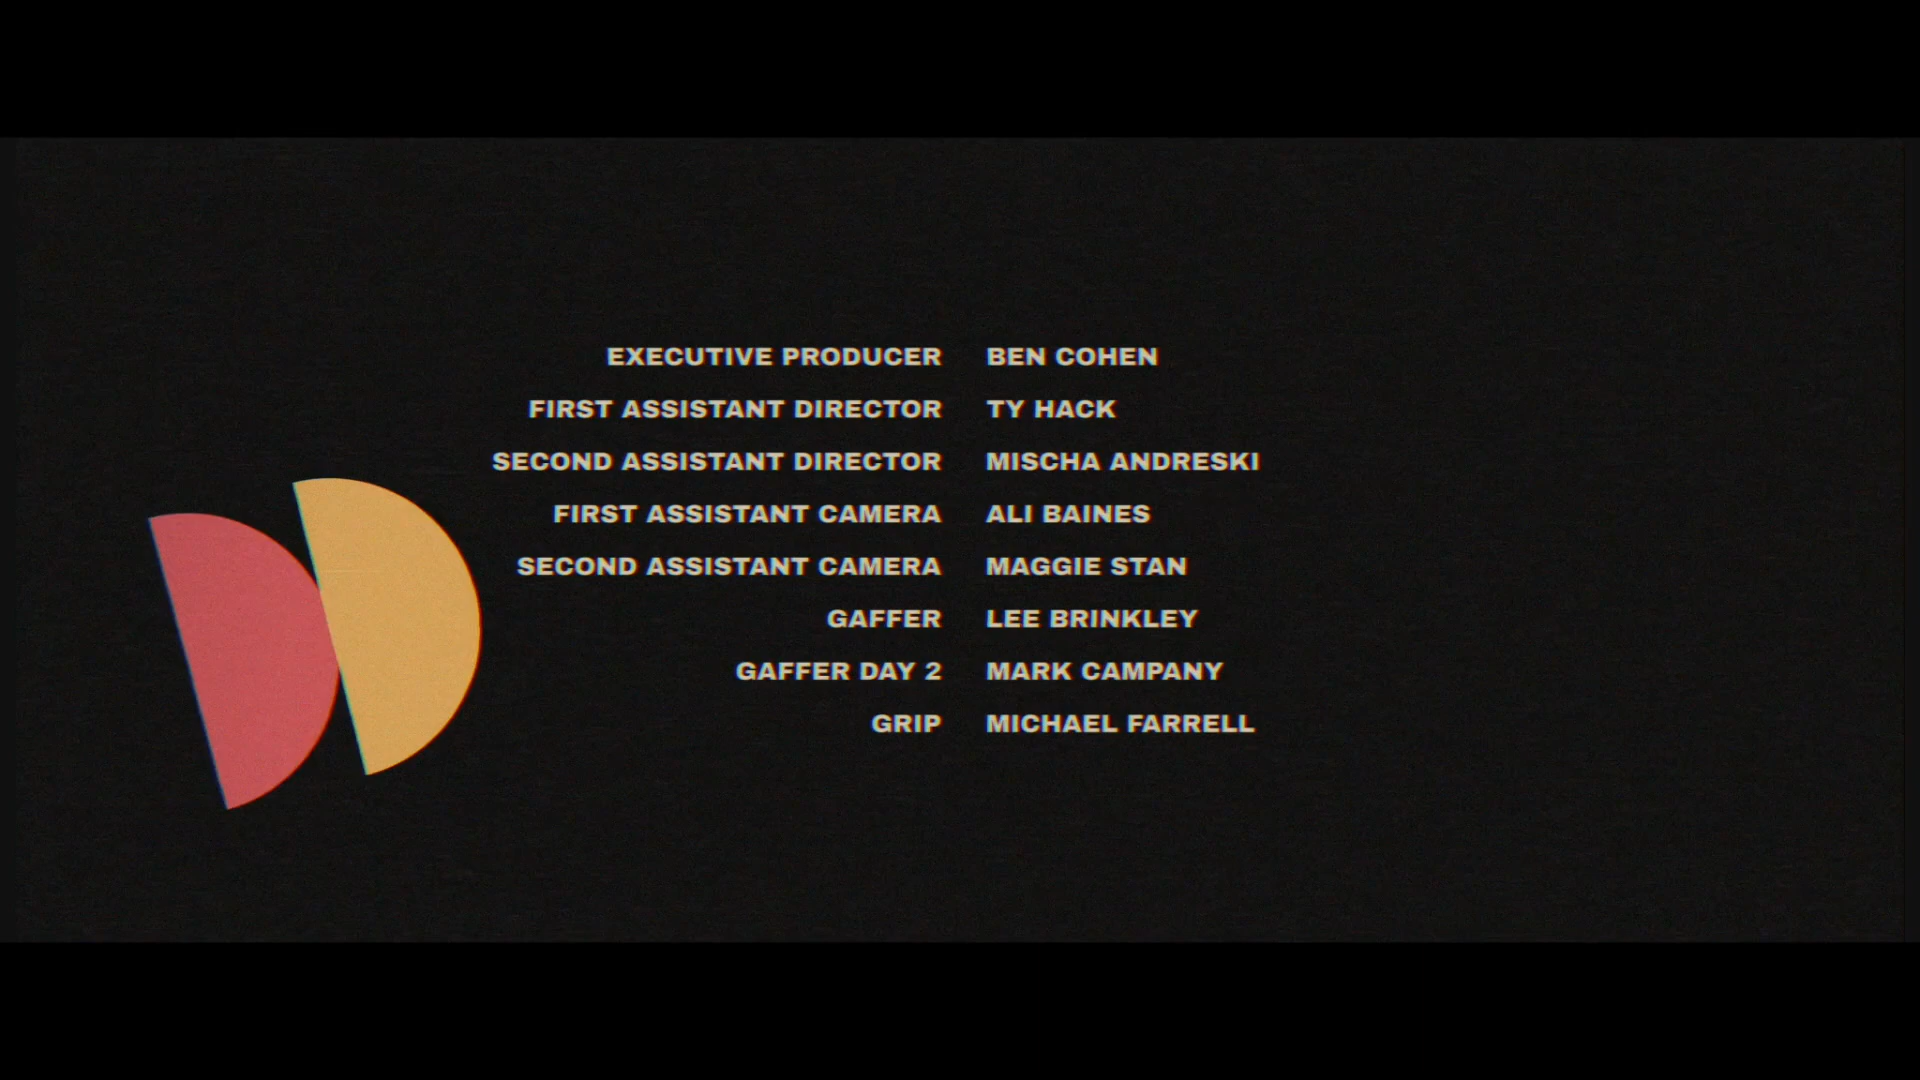 EXECUTIVE PRODUCER BEN COHEN
FIRST ASSISTANT DIRECTOR TY HACK
SECOND ASSISTANT DIRECTOR MISCHA ANDRESKI
FIRST ASSISTANT CAMERA ALI BAINES
SECOND ASSISTANT CAMERA MAGGIE STAN
GAFFER LEE BRINKLEY
GAFFER DAY 2 MARK CAMPANY
GRIP MICHAEL FARRELL